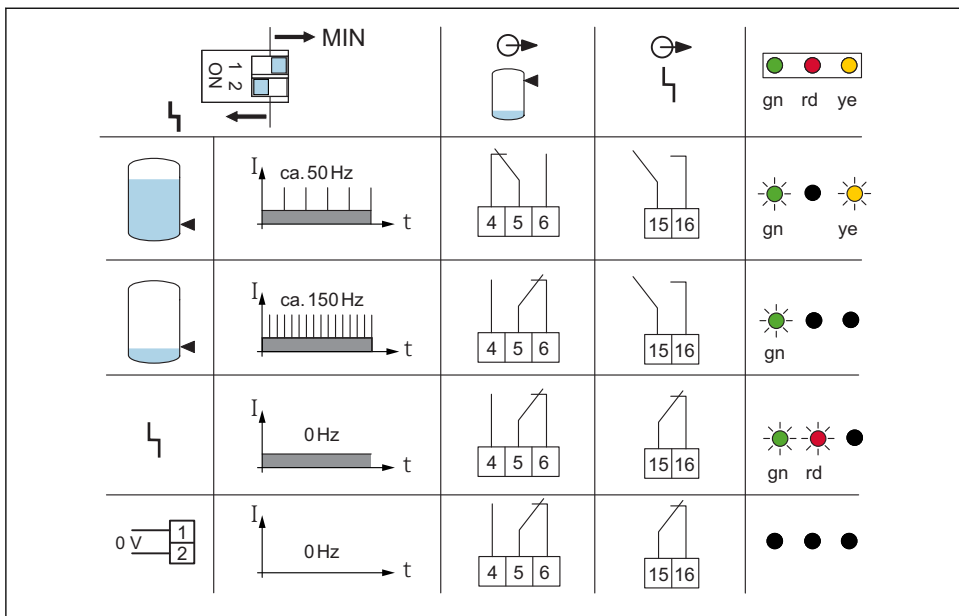 MIN
1 2
ON
gn rd ye
I
ca. 50 Hz
t
4 5 6
15 16
gn ye
I
ca. 150 Hz
t
4 5 6
15 16
gn
I
0 Hz
t
4 5 6
15 16
gn rd
0 V
1
2
I
0 Hz
t
4 5 6
15 16